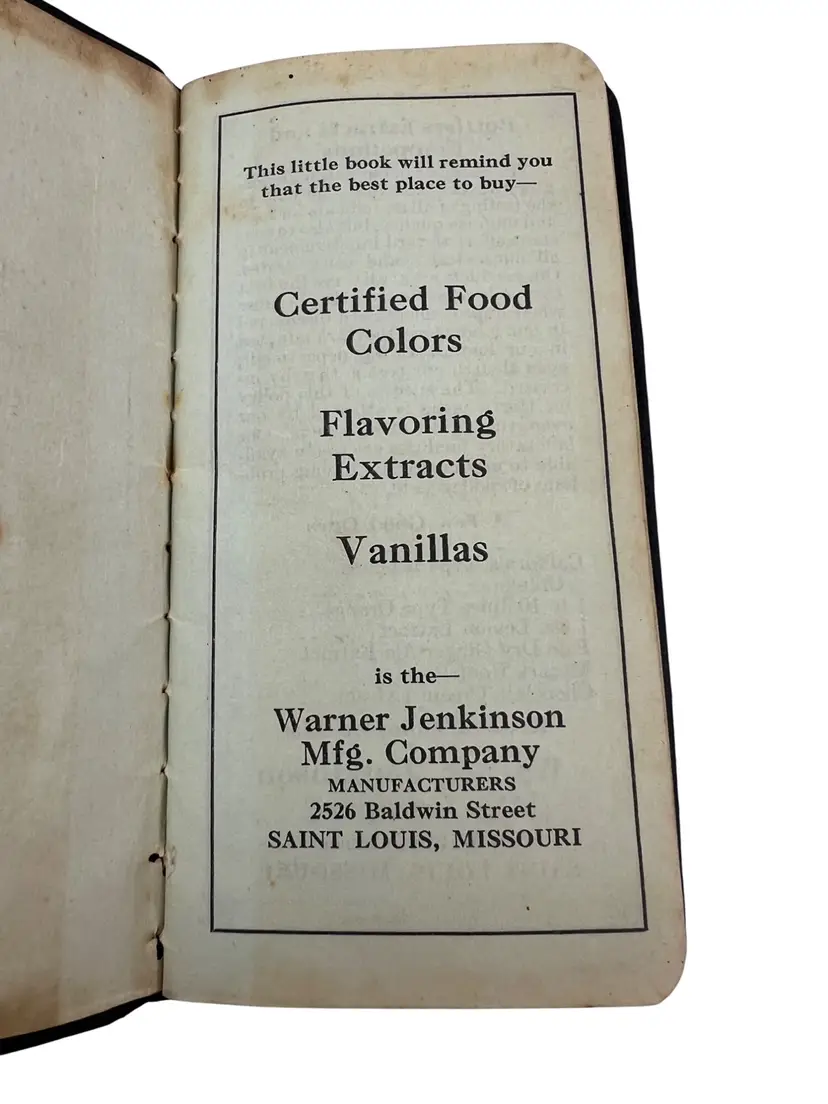 This little book will remind you
that the best place to buy—
Certified Food
Colors
Flavoring
Extracts
Vanillas
is the—
Warner Jenkinson
Mfg. Company
MANUFACTURERS
2526 Baldwin Street
SAINT LOUIS, MISSOURI